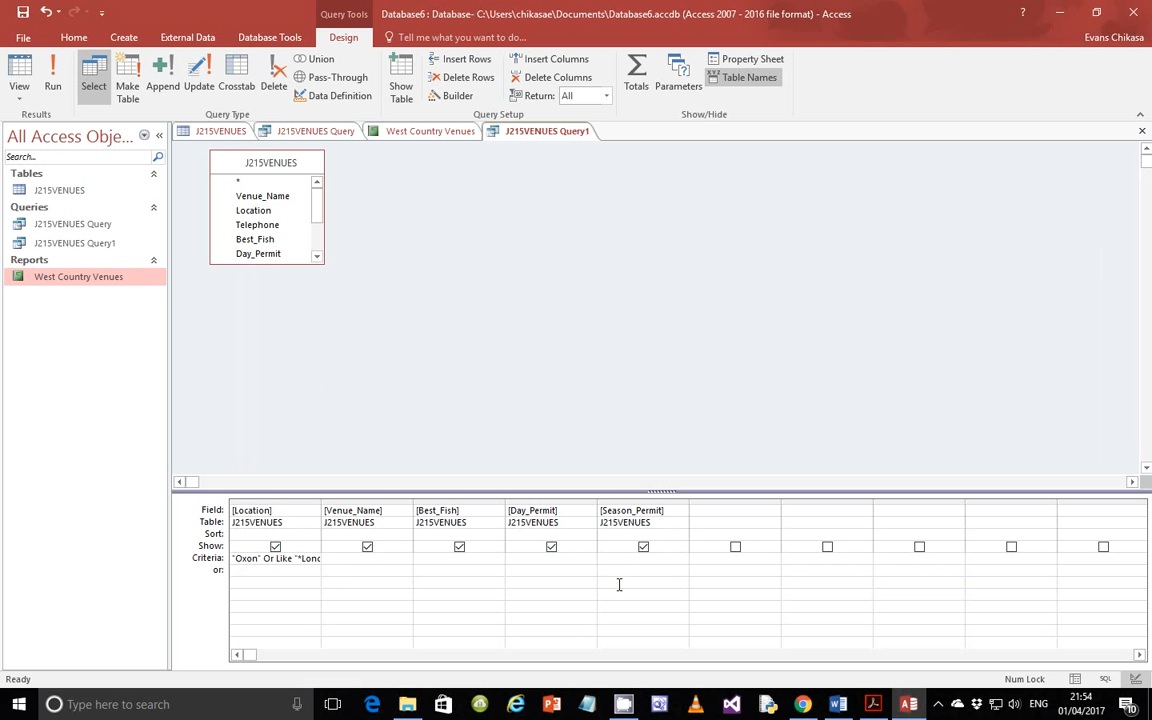 Query Tools
Database6 : Database- C:\Users\chikasae\Documents\Database6.accdb (Access 2007 - 2016 file format) - Access
?
File
Home
Create
External Data
Database Tools
Design
Tell me what you want to do...
Evans Chikasa
View
Run
Select
Make Table
Append
Update
Crosstab
Delete
Union
Pass-Through
Data Definition
Show Table
Insert Rows
Delete Rows
Builder
Insert Columns
Delete Columns
Return: All
Totals
Parameters
Property Sheet
Table Names
Results
Query Type
Query Setup
Show/Hide
All Access Obje...
Search...
Tables
J215VENUES
Queries
J215VENUES Query
J215VENUES Query1
Reports
West Country Venues
J215VENUES
J215VENUES Query
West Country Venues
J215VENUES Query1
J215VENUES
*
Venue_Name
Location
Telephone
Best_Fish
Day_Permit
Field: [Location] [Venue_Name] [Best_Fish] [Day_Permit] [Season_Permit]
Table: J215VENUES J215VENUES J215VENUES J215VENUES J215VENUES
Sort:
Show:
Criteria: "Oxon" Or Like "*Lonc
or:
Ready
Num Lock
SQL
Type here to search
ENG
21:54
01/04/2017